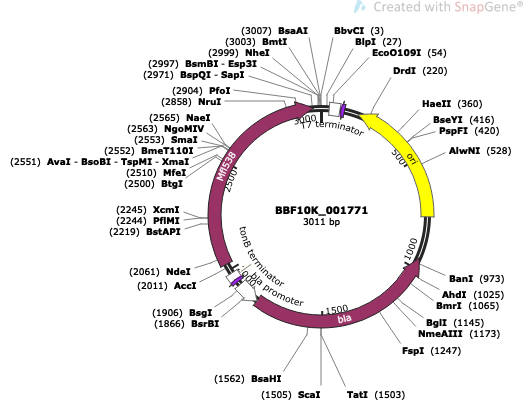 Created with SnapGene®
(3007) BsaAI
(3003) BmtI
(2999) NheI
(2997) BsmBI - Esp3I
(2971) BspQI - SapI
(2904) PfoI
(2858) NruI
(2565) NaeI
(2563) NgoMIV
(2553) SmaI
(2552) BmeT110I
(2551) AvaI - BsoBI - TspMI - XmaI
(2510) MfeI
(2500) BtgI
(2245) XcmI
(2244) PflMI
(2219) BstAPI
(2061) NdeI
(2011) AccI
(1906) BsgI
(1866) BsrBI
(1562) BsaHI
(1505) ScaI
TatI (1503)
BbvCI (3)
BlpI (27)
EcoO109I (54)
DrdI (220)
HaeII (360)
BseYI (416)
PspFI (420)
AlwNI (528)
BanI (973)
AhdI (1025)
BmrI (1065)
BglI (1145)
NmeAIII (1173)
FspI (1247)
3000
T7 terminator
500
ori
1000
1500
bla
bla promoter
tonB terminator
2500
BBF10K_001771
3011 bp